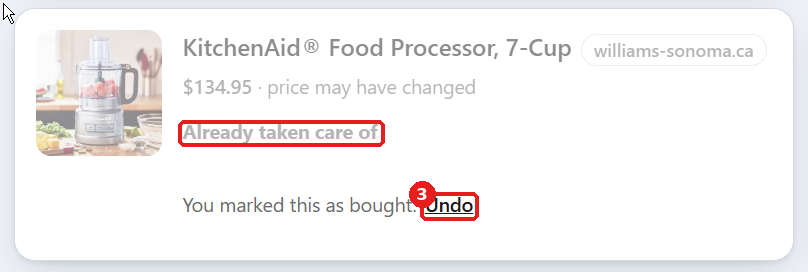 KitchenAid® Food Processor, 7-Cup williams-sonoma.ca
$134.95 · price may have changed
Already taken care of
You marked this as bought. 3 Undo